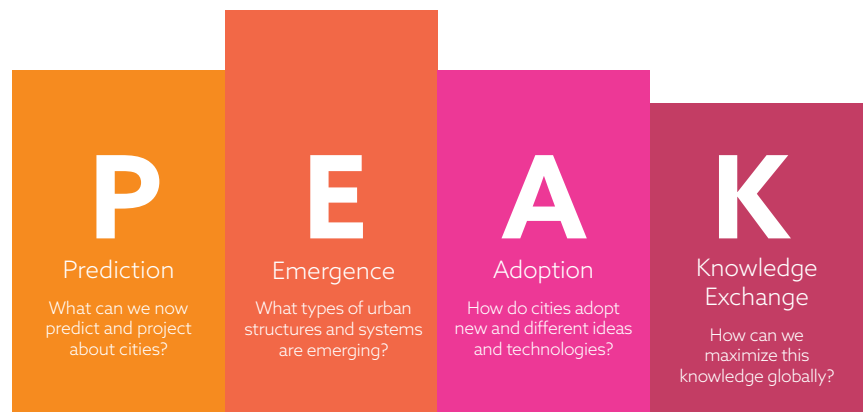 P
Prediction
What can we now
predict and project
about cities?
E
Emergence
What types of urban
structures and systems
are emerging?
A
Adoption
How do cities adopt
new and different ideas
and technologies?
K
Knowledge
Exchange
How can we
maximize this
knowledge globally?